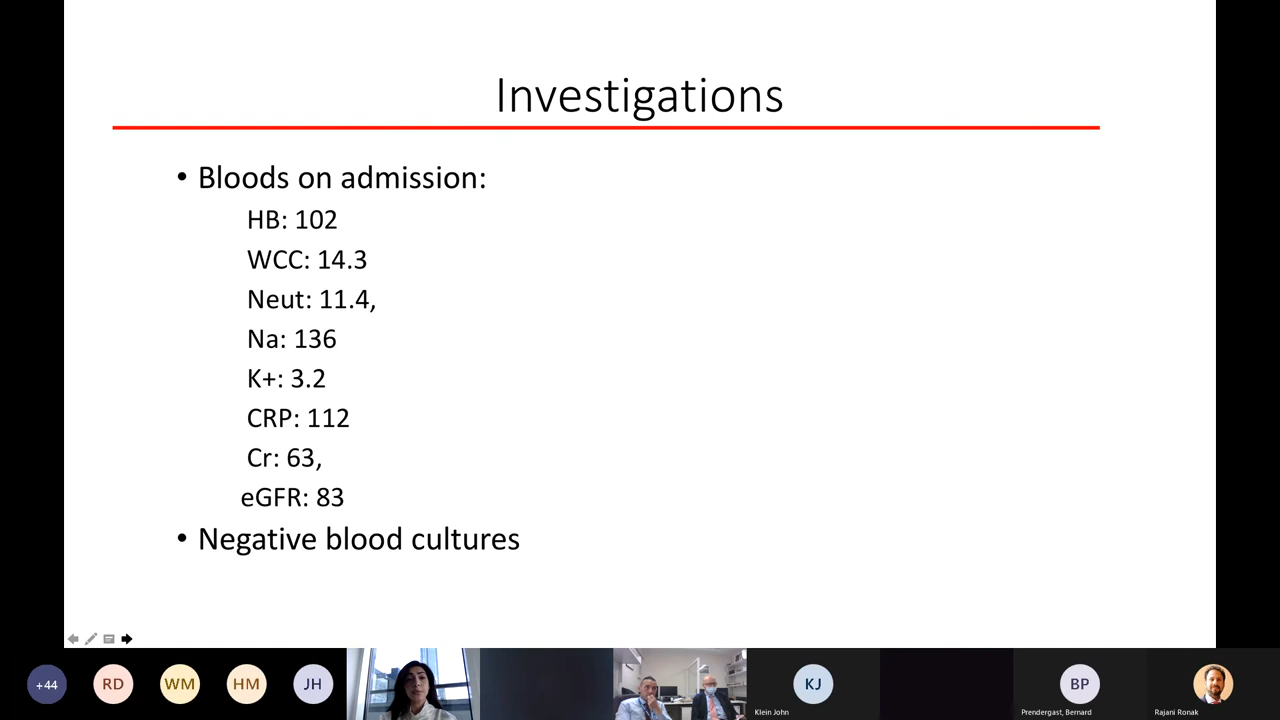 Investigations
• Bloods on admission:
HB: 102
WCC: 14.3
Neut: 11.4,
Na: 136
K+: 3.2
CRP: 112
Cr: 63,
eGFR: 83
• Negative blood cultures
+44
RD
WM
HM
JH
KJ
BP
Klein John
Prendergast, Bernard
Rajani Ronak